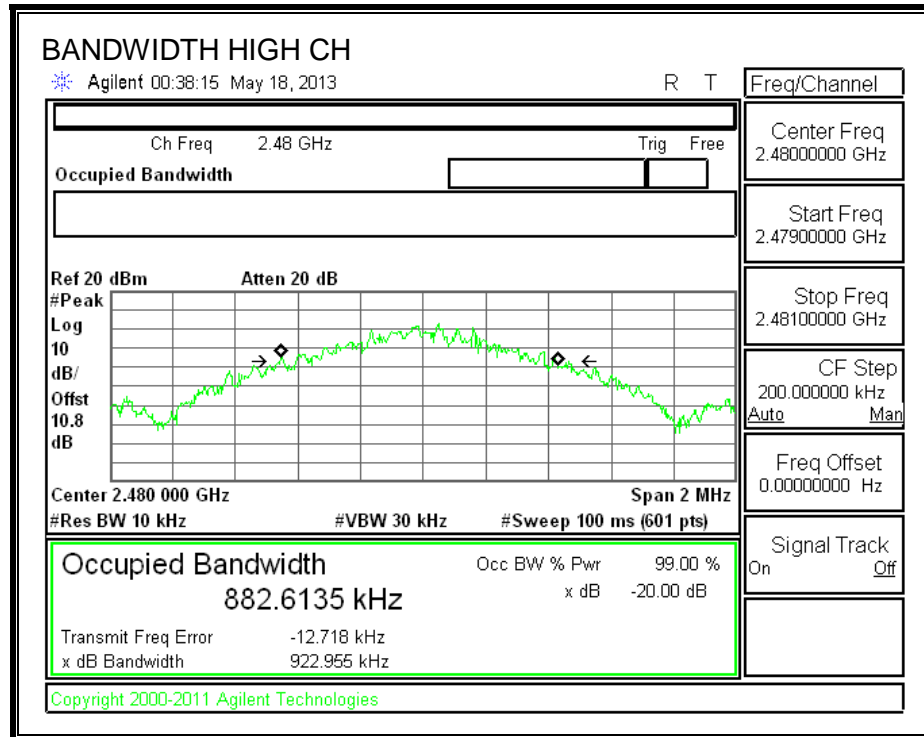 BANDWIDTH HIGH CH
Agilent 00:38:15 May 18, 2013 R T
Freq/Channel
Ch Freq 2.48 GHz Trig Free
Occupied Bandwidth
Center Freq
2.48000000 GHz
Start Freq
2.47900000 GHz
Stop Freq
2.48100000 GHz
CF Step
200.000000 kHz
Auto Man
Freq Offset
0.00000000 Hz
Signal Track
On Off
Ref 20 dBm Atten 20 dB
#Peak
Log
10
dB/
Offst
10.8
dB
Center 2.480 000 GHz Span 2 MHz
#Res BW 10 kHz #VBW 30 kHz #Sweep 100 ms (601 pts)
Occupied Bandwidth Occ BW % Pwr 99.00 %
882.6135 kHz x dB -20.00 dB
Transmit Freq Error -12.718 kHz
x dB Bandwidth 922.955 kHz
Copyright 2000-2011 Agilent Technologies